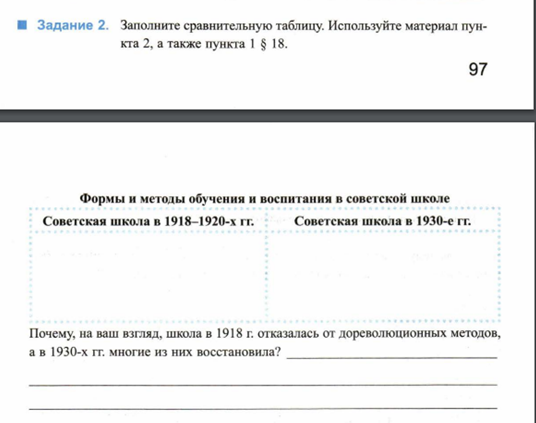 Задание 2. Заполните сравнительную таблицу. Используйте материал пун-
кта 2, а также пункта 1 § 18.
97
Формы и методы обучения и воспитания в советской школе
Советская школа в 1918–1920-х гг. Советская школа в 1930-е гг.
Почему, на ваш взгляд, школа в 1918 г. отказалась от дореволюционных методов,
а в 1930-х гг. многие из них восстановила?